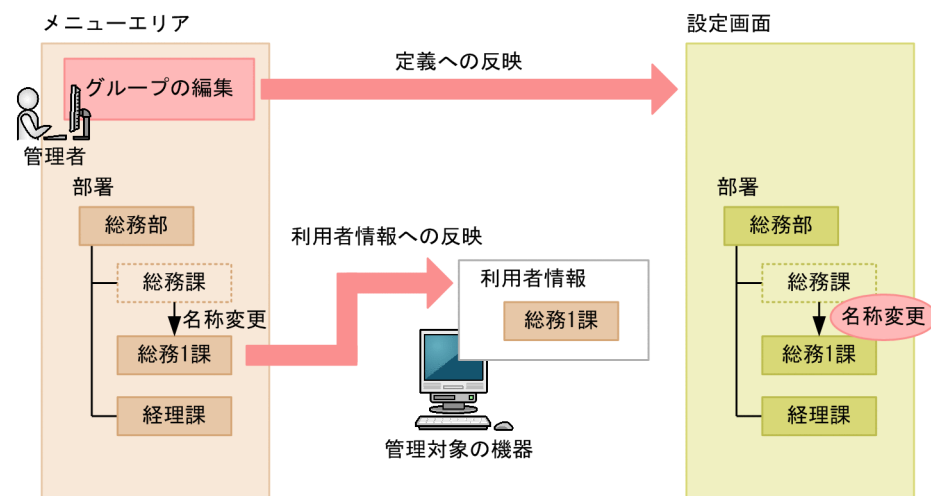 メニューエリア
設定画面
グループの編集
定義への反映
管理者
部署
総務部
総務課
名称変更
総務1課
経理課
利用者情報への反映
利用者情報
総務1課
管理対象の機器
部署
総務部
総務課
名称変更
総務1課
経理課